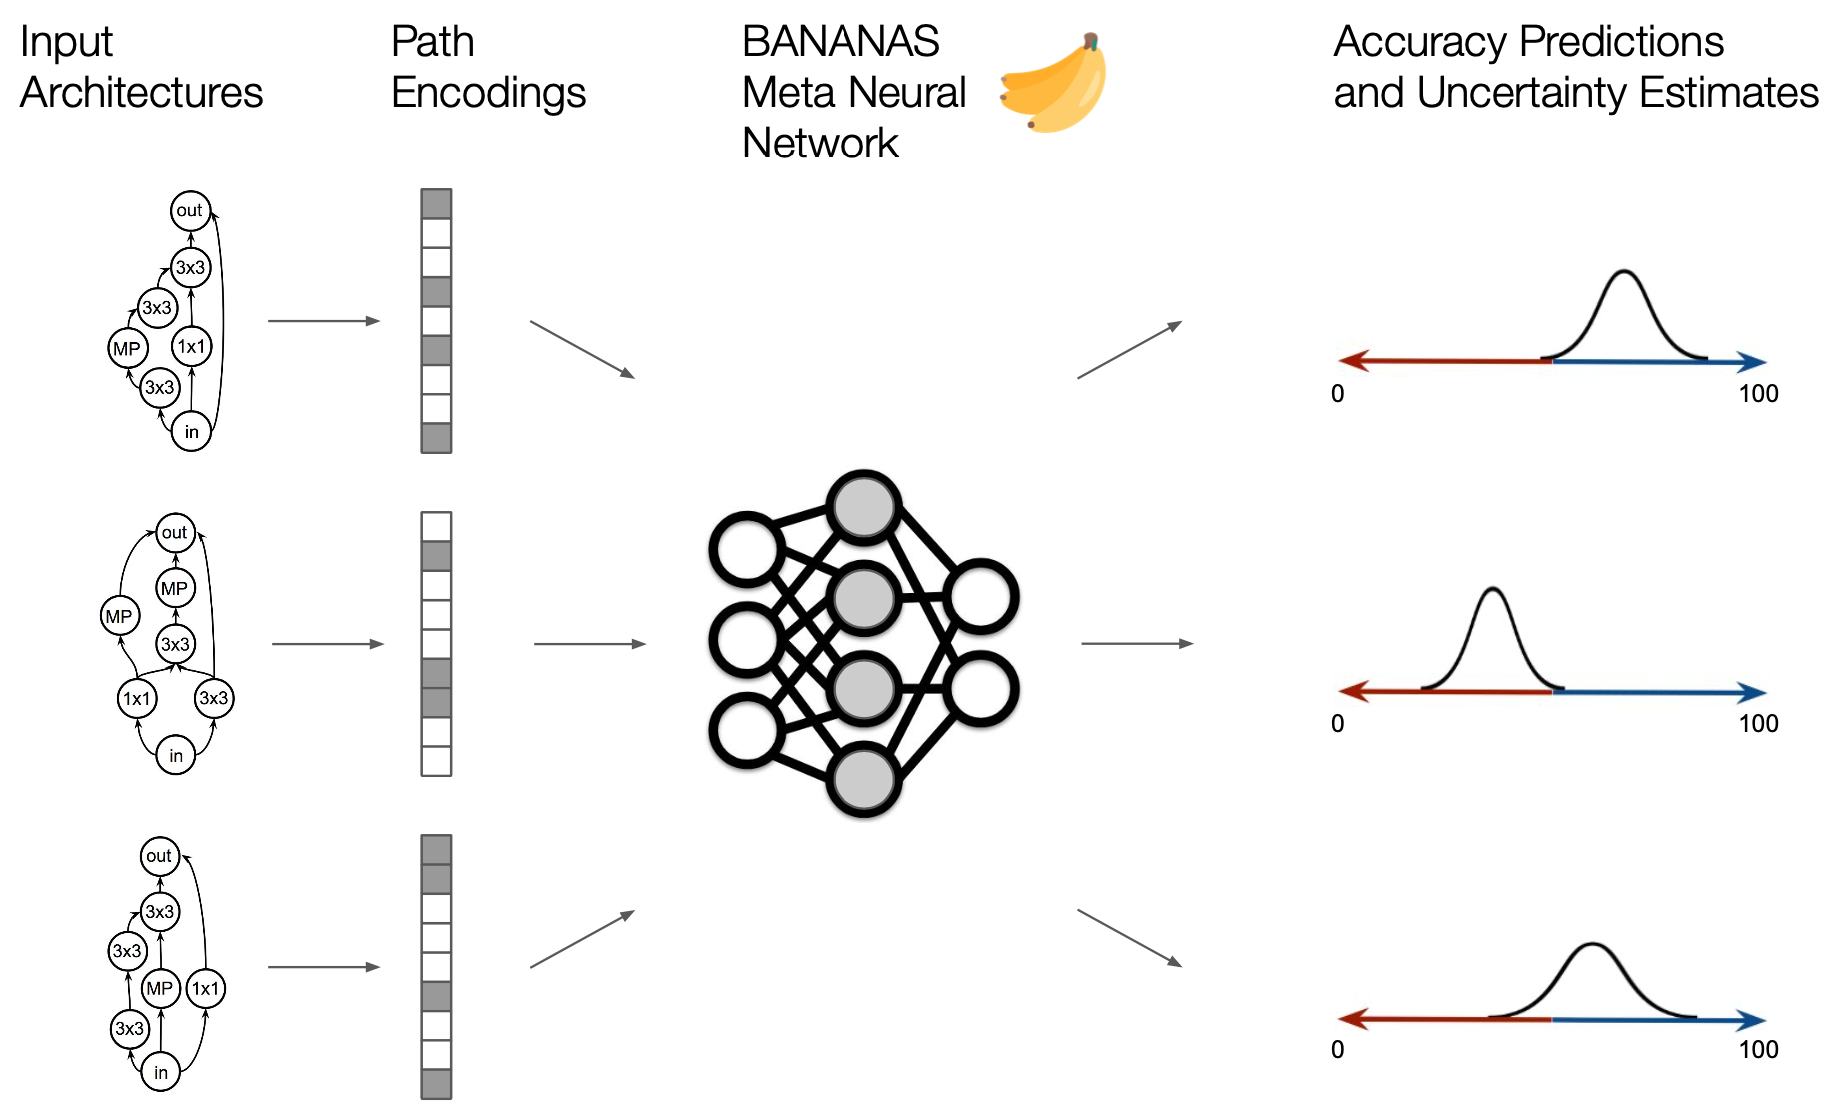 Input
Architectures
Path
Encodings
BANANAS
Meta Neural
Network
Accuracy Predictions
and Uncertainty Estimates
out
3x3
3x3
MP
1x1
3x3
in
0
100
out
MP
MP
3x3
1x1
3x3
in
0
100
out
3x3
3x3
MP
1x1
3x3
in
0
100